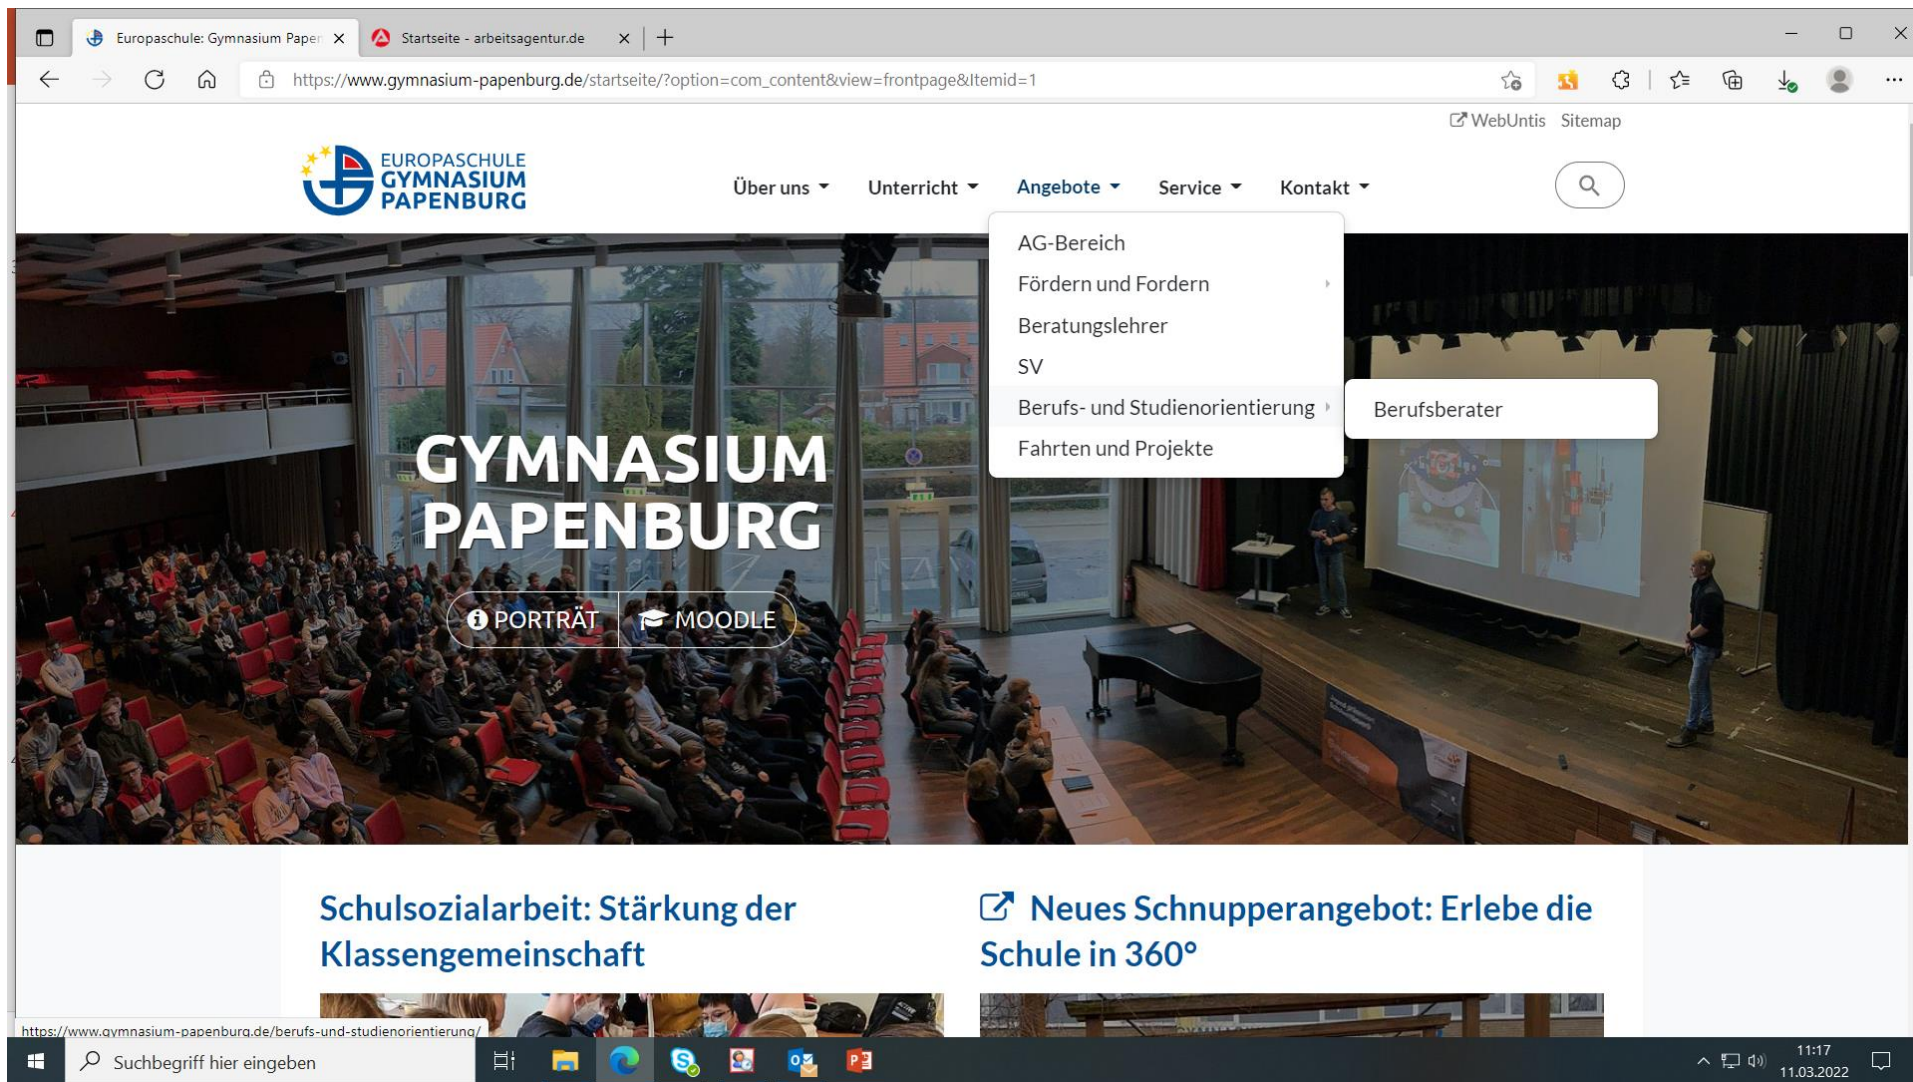 Europaschule: Gymnasium Paper
Startseite - arbeitsagentur.de
https://www.gymnasium-papenburg.de/startseite/?option=com_content&view=frontpage&Itemid=1
WebUntis Sitemap
EUROPASCHULE
GYMNASIUM
PAPENBURG
Über uns
Unterricht
Angebote
Service
Kontakt
AG-Bereich
Fördern und Fordern
Beratungslehrer
SV
Berufs- und Studienorientierung
Berufsberater
Fahrten und Projekte
GYMNASIUM
PAPENBURG
PORTRÄT
MOODLE
Schulsozialarbeit: Stärkung der
Klassengemeinschaft
Neues Schnupperangebot: Erlebe die
Schule in 360°
https://www.gymnasium-papenburg.de/berufs-und-studienorientierung/
Suchbegriff hier eingeben
11:17
11.03.2022